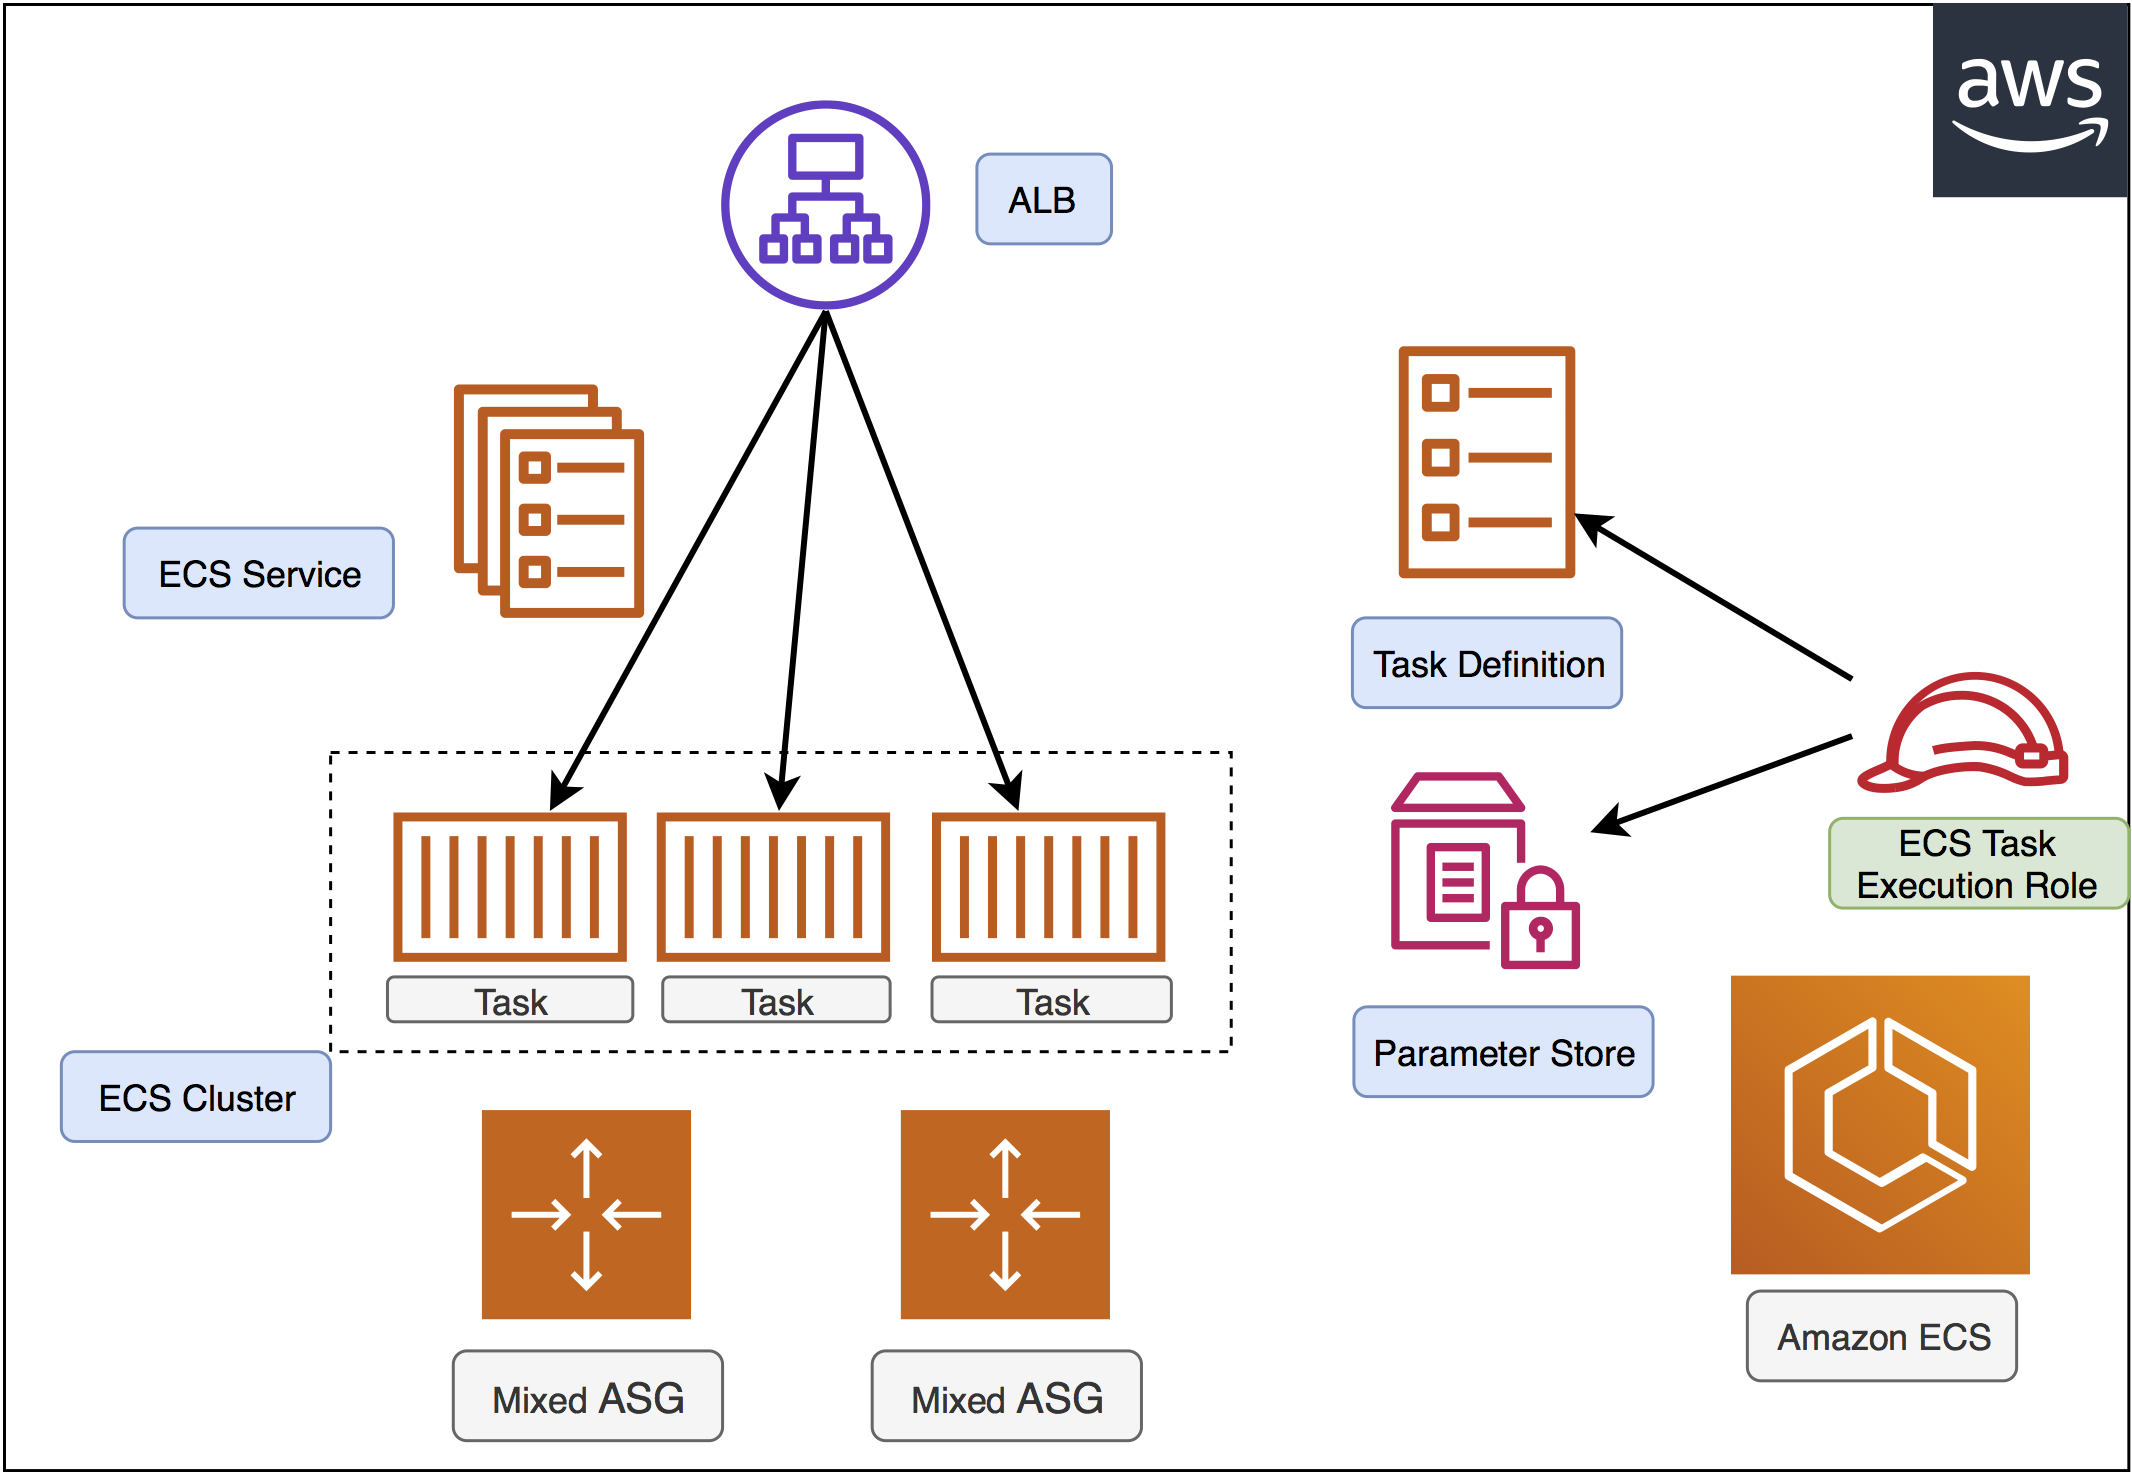 aws
ALB
ECS Service
Task Definition
ECS Task
Execution Role
Task
Task
Task
Parameter Store
ECS Cluster
Amazon ECS
Mixed ASG
Mixed ASG